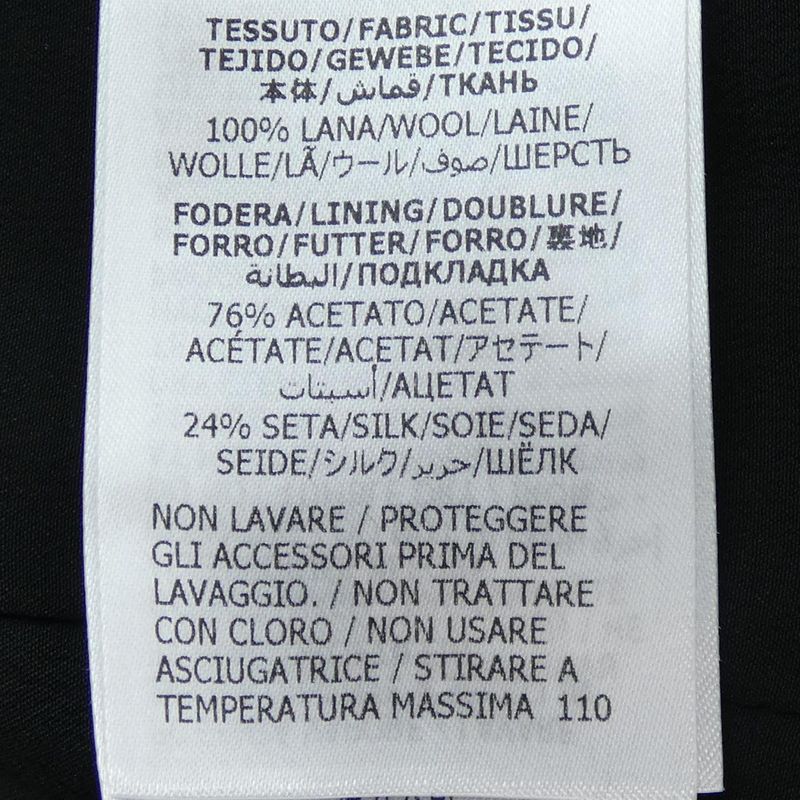 TESSUTO/FABRIC/TISSU/
TEJIDO/GEWEBE/TECIDO/
本体/قماش/ТКАНЬ
100% LANA/WOOL/LAINE/
WOLLE/LÃ/ウール/صوف/ШЕРСТЬ
FODERA/LINING/DOUBLURE/
FORRO/FUTTER/FORRO/裏地/
البطانة/ПОДКЛАДКА
76% ACETATO/ACETATE/
ACÉTATE/ACETAT/アセテート/
أسيتات/АЦЕТАТ
24% SETA/SILK/SOIE/SEDA/
SEIDE/シルク/حرير/ШЁЛК
NON LAVARE / PROTEGGERE
GLI ACCESSORI PRIMA DEL
LAVAGGIO. / NON TRATTARE
CON CLORO / NON USARE
ASCIUGATRICE / STIRARE A
TEMPERATURA MASSIMA 110